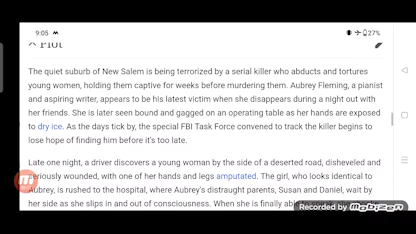 9:05
27%
Plot
The quiet suburb of New Salem is being terrorized by a serial killer who abducts and tortures
young women, holding them captive for weeks before murdering them. Aubrey Fleming, a pianist
and aspiring writer, appears to be his latest victim when she disappears during a night out with
her friends. She is later seen bound and gagged on an operating table as her hands are exposed
to dry ice. As the days tick by, the special FBI Task Force convened to track the killer begins to
lose hope of finding him before it's too late.
Late one night, a driver discovers a young woman by the side of a deserted road, disheveled and
seriously wounded, with one of her hands and legs amputated. The girl, who looks identical to
Aubrey, is rushed to the hospital, where Aubrey's distraught parents, Susan and Daniel, wait by
her side as she slips in and out of consciousness. When she is finally
Recorded by Mobizen